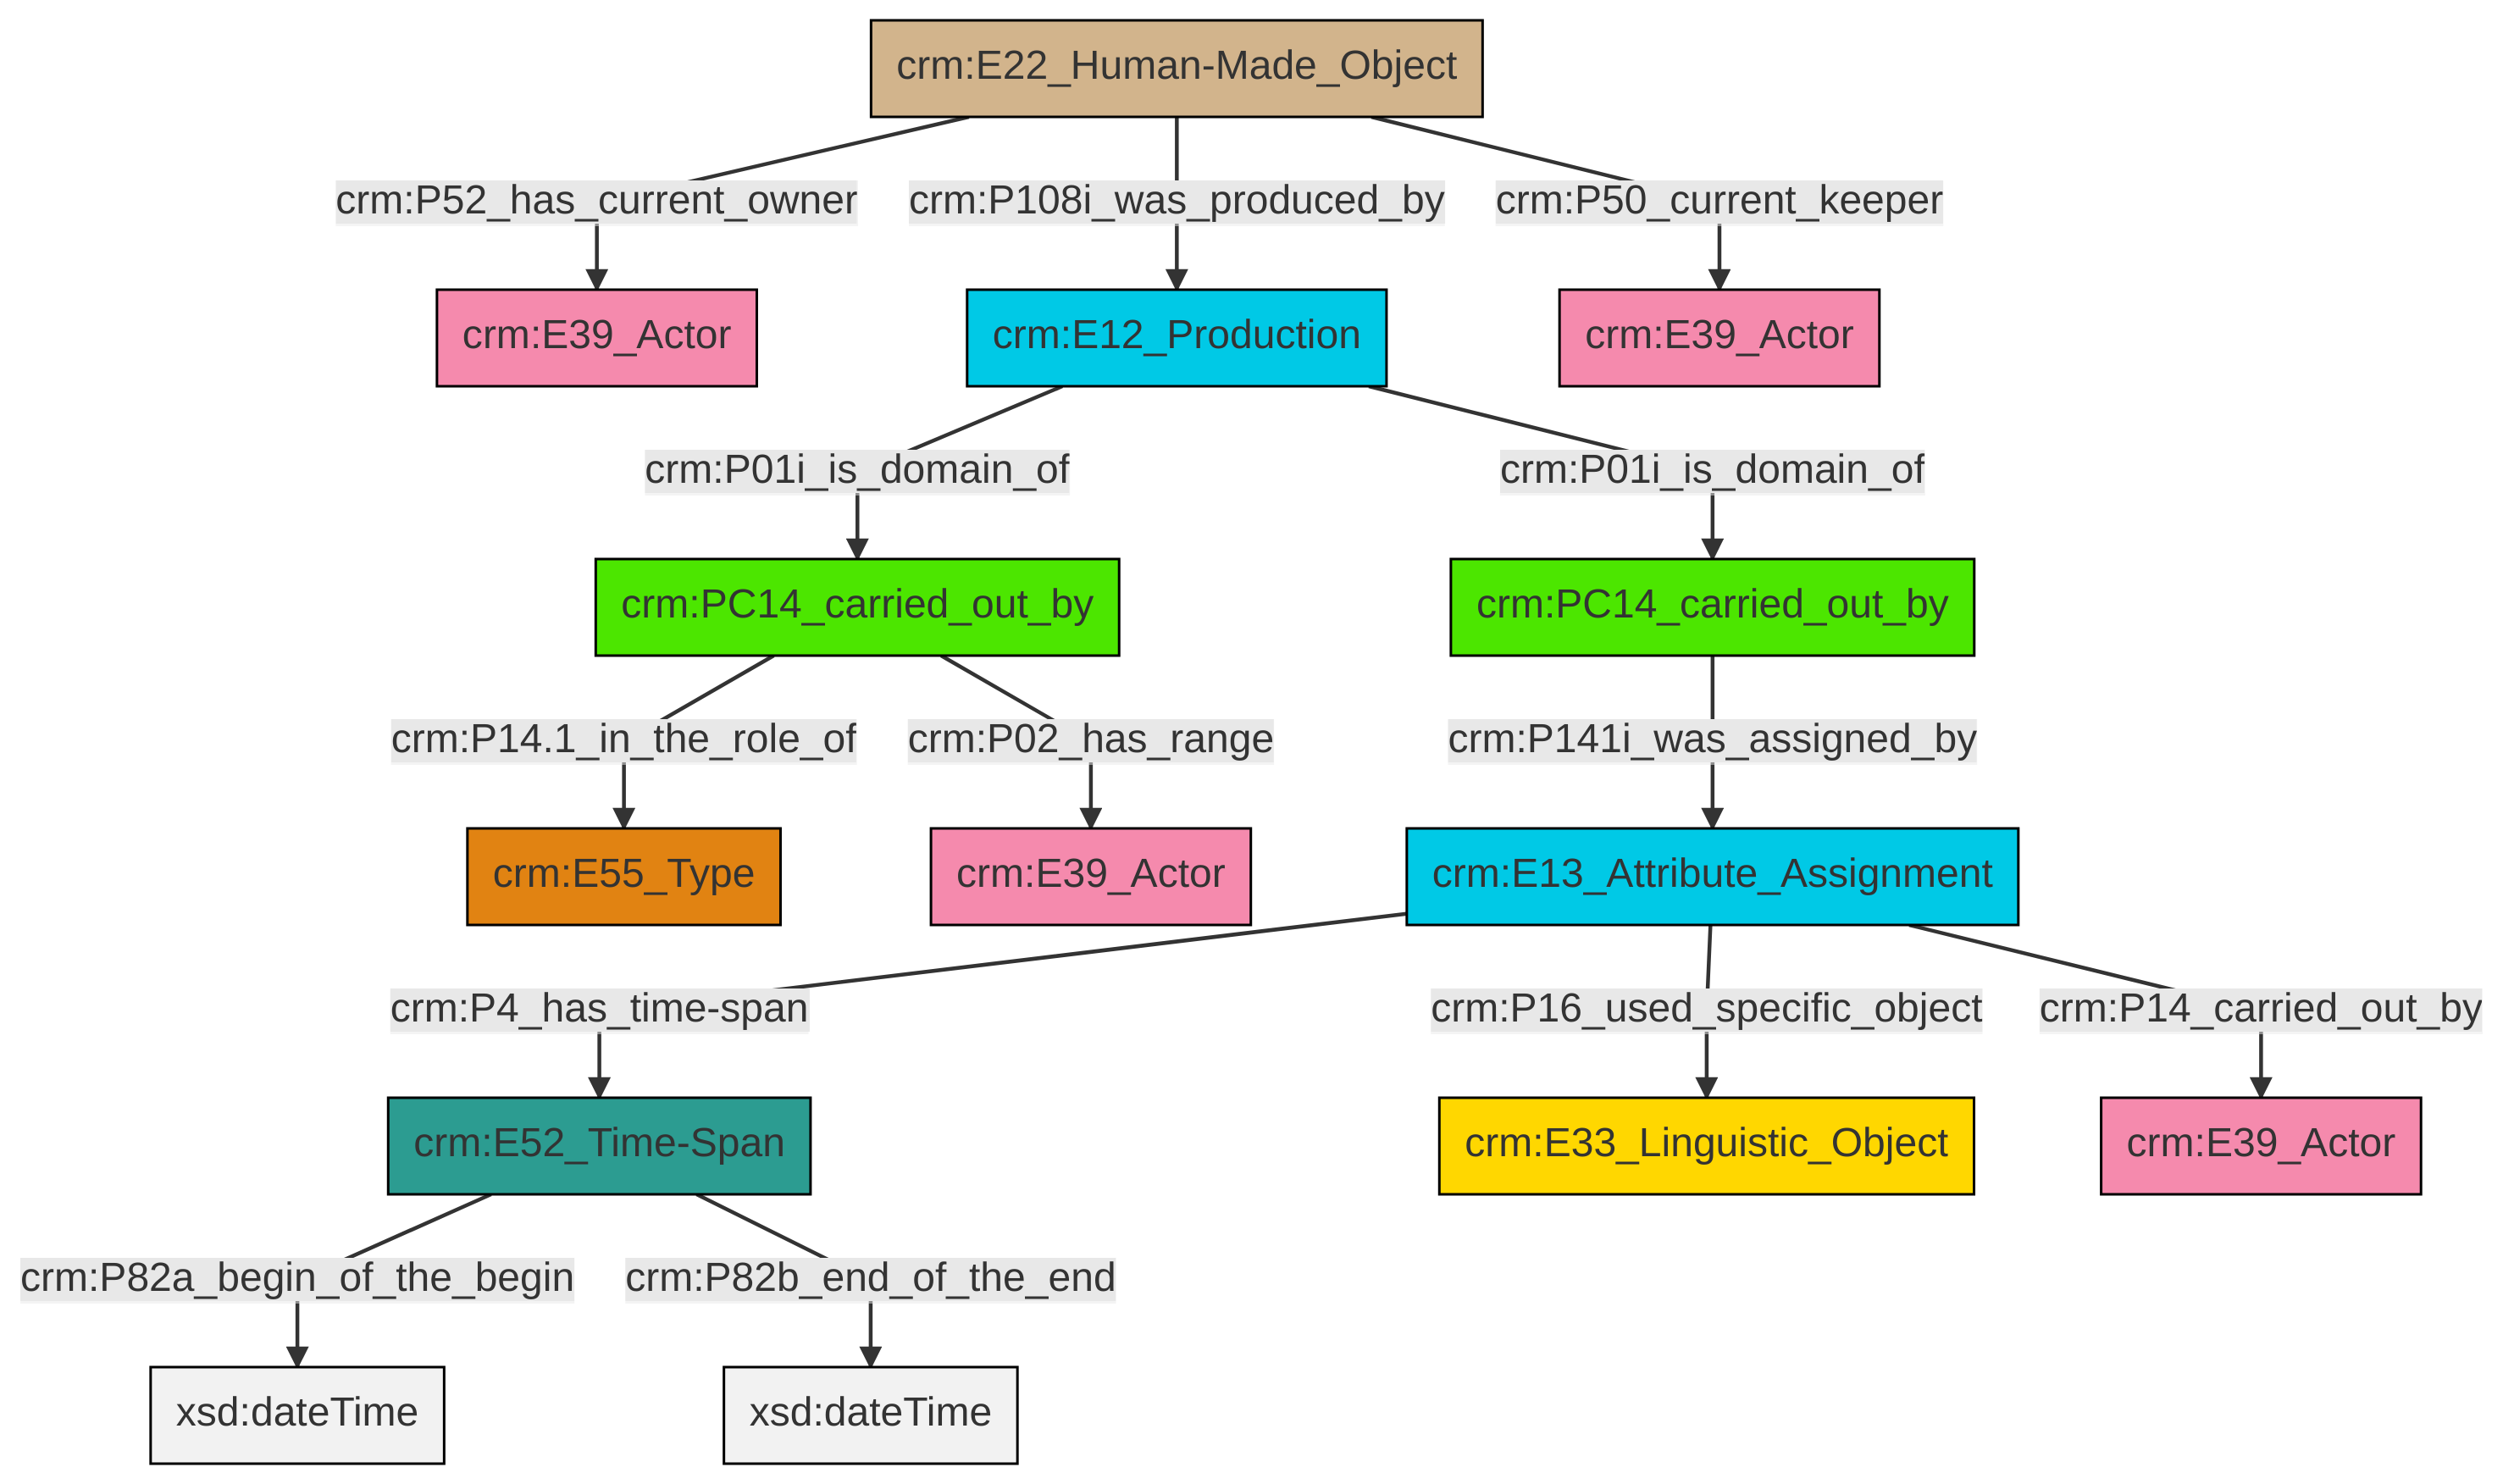 crm:E22_Human-Made_Object
crm:P52_has_current_owner
crm:P108i_was_produced_by
crm:P50_current_keeper
crm:E39_Actor
crm:E12_Production
crm:E39_Actor
crm:P01i_is_domain_of
crm:P01i_is_domain_of
crm:PC14_carried_out_by
crm:PC14_carried_out_by
crm:P14.1_in_the_role_of
crm:P02_has_range
crm:P141i_was_assigned_by
crm:E55_Type
crm:E39_Actor
crm:E13_Attribute_Assignment
crm:P4_has_time-span
crm:P16_used_specific_object
crm:P14_carried_out_by
crm:E52_Time-Span
crm:E33_Linguistic_Object
crm:E39_Actor
crm:P82a_begin_of_the_begin
crm:P82b_end_of_the_end
xsd:dateTime
xsd:dateTime